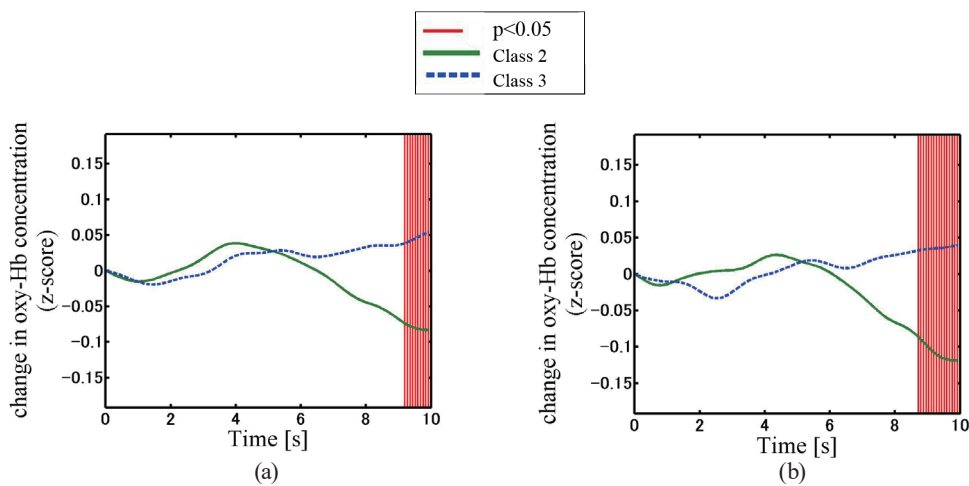 p<0.05
Class 2
Class 3
change in oxy-Hb concentration
(z-score)
0.15
0.1
0.05
0
−0.05
−0.1
−0.15
0 2 4 6 8 10
Time [s]
(a)
change in oxy-Hb concentration
(z-score)
0.15
0.1
0.05
0
−0.05
−0.1
−0.15
0 2 4 6 8 10
Time [s]
(b)